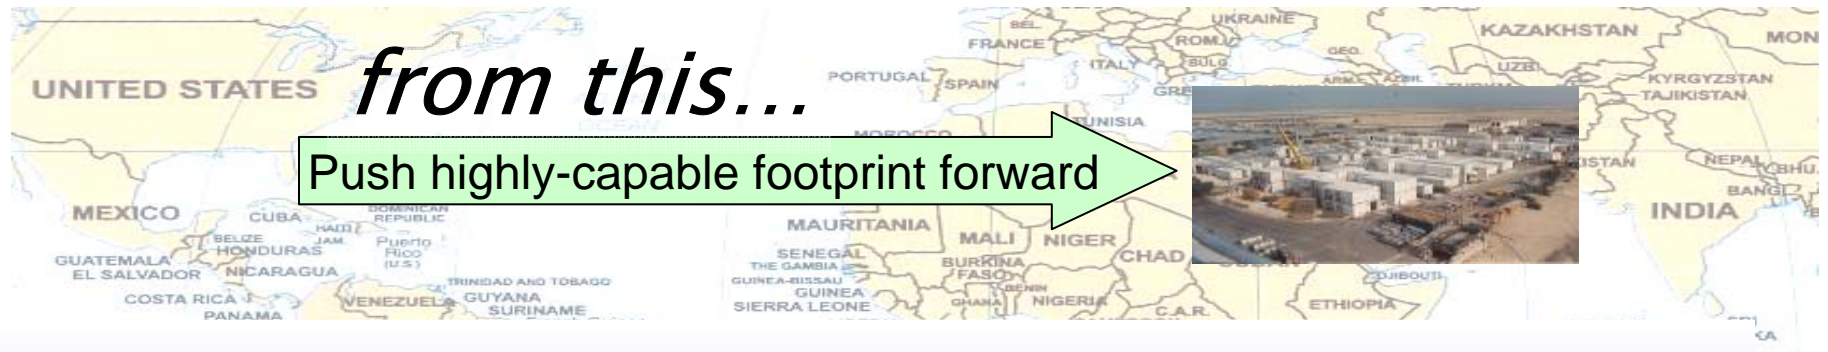 from this...
Push highly-capable footprint forward
UNITED STATES
MEXICO
CUBA
DOMINICAN
REPUBLIC
HAITI
JAM.
BELIZE
HONDURAS
Puerto
Rico
(U.S.)
GUATEMALA
EL SALVADOR
NICARAGUA
COSTA RICA
PANAMA
TRINIDAD AND TOBAGO
VENEZUELA
GUYANA
SURINAME
OCEAN
PORTUGAL
SPAIN
FRANCE
BEL.
ITALY
UKRAINE
ROM.
BULG
GEO.
KAZAKHSTAN
UZB.
KYRGYZSTAN
TAJIKISTAN
TUNISIA
MOROCCO
MAURITANIA
MALI
NIGER
CHAD
SENEGAL
THE GAMBIA
GUINEA-BISSAU
GUINEA
SIERRA LEONE
BURKINA
FASO
BENIN
GHANA
NIGERIA
C.A.R.
DJIBOUTI
ETHIOPIA
NEPAL
BHU.
INDIA